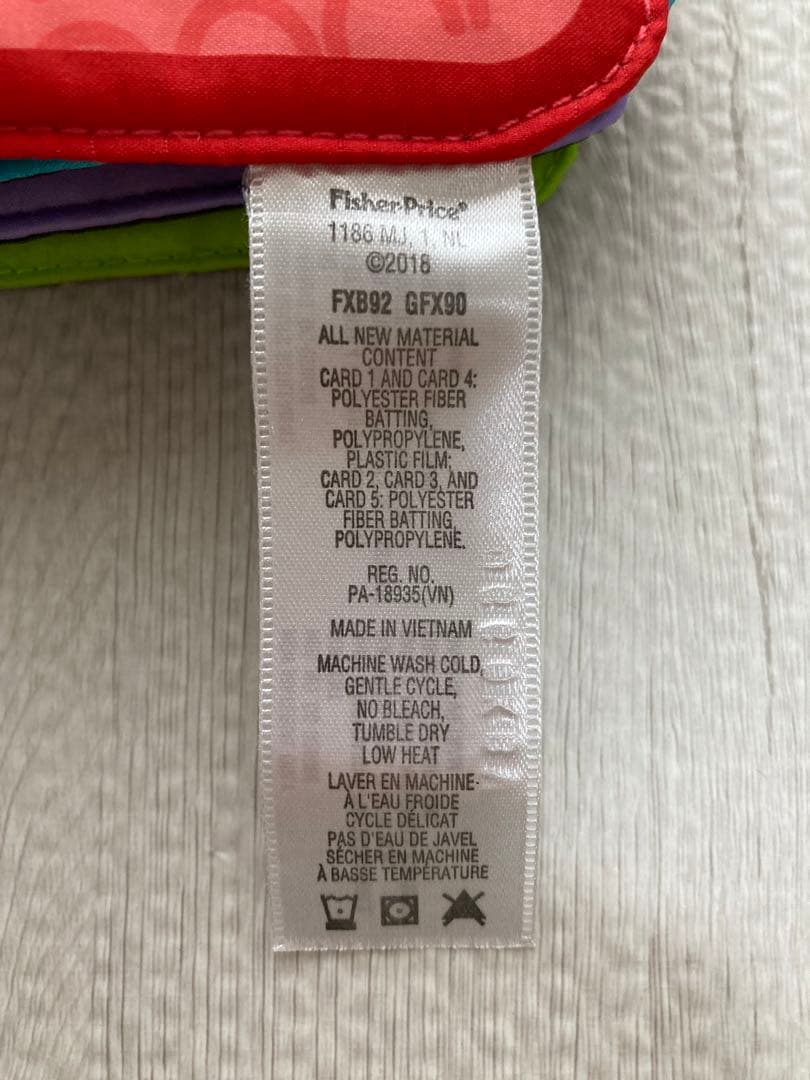 Fisher-Price®
1186 MJ, 1, NL
©2018
FXB92 GFX90
ALL NEW MATERIAL
CONTENT
CARD 1 AND CARD 4:
POLYESTER FIBER
BATTING,
POLYPROPYLENE,
PLASTIC FILM;
CARD 2, CARD 3, AND
CARD 5: POLYESTER
FIBER BATTING,
POLYPROPYLENE.
REG. NO.
PA-18935(VN)
MADE IN VIETNAM
MACHINE WASH COLD,
GENTLE CYCLE,
NO BLEACH,
TUMBLE DRY
LOW HEAT
LAVER EN MACHINE-
À L'EAU FROIDE
CYCLE DÉLICAT
PAS D'EAU DE JAVEL
SÉCHER EN MACHINE
À BASSE TEMPÉRATURE